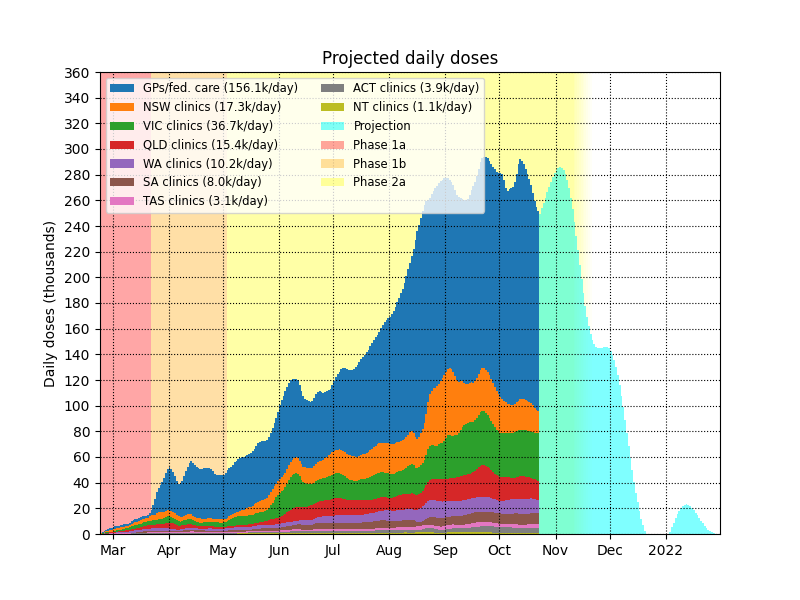 Projected daily doses
Daily doses (thousands)
360
340
320
300
280
260
240
220
200
180
160
140
120
100
80
60
40
20
0
GPs/fed. care (156.1k/day)
NSW clinics (17.3k/day)
VIC clinics (36.7k/day)
QLD clinics (15.4k/day)
WA clinics (10.2k/day)
SA clinics (8.0k/day)
TAS clinics (3.1k/day)
ACT clinics (3.9k/day)
NT clinics (1.1k/day)
Projection
Phase 1a
Phase 1b
Phase 2a
Mar Apr May Jun Jul Aug Sep Oct Nov Dec 2022